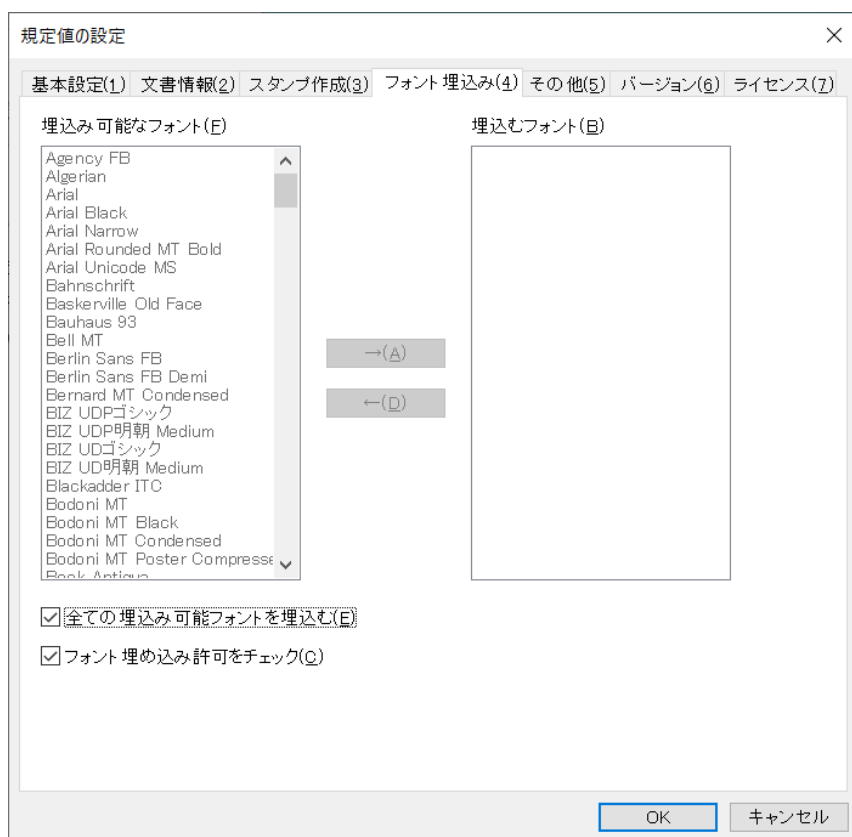 規定値の設定
基本設定(1) 文書情報(2) スタンプ作成(3) フォント埋込み(4) その他(5) バージョン(6) ライセンス(7)
埋込み可能なフォント(F)
Agency FB
Algerian
Arial
Arial Black
Arial Narrow
Arial Rounded MT Bold
Arial Unicode MS
Bahnschrift
Baskerville Old Face
Bauhaus 93
Bell MT
Berlin Sans FB
Berlin Sans FB Demi
Bernard MT Condensed
BIZ UDPゴシック
BIZ UDP明朝 Medium
BIZ UDゴシック
BIZ UD明朝 Medium
Blackadder ITC
Bodoni MT
Bodoni MT Black
Bodoni MT Condensed
Bodoni MT Poster Compresse
Book Antiqua
→(A)
←(D)
埋込むフォント(B)
全ての埋込み可能フォントを埋込む(E)
フォント埋め込み許可をチェック(C)
OK キャンセル